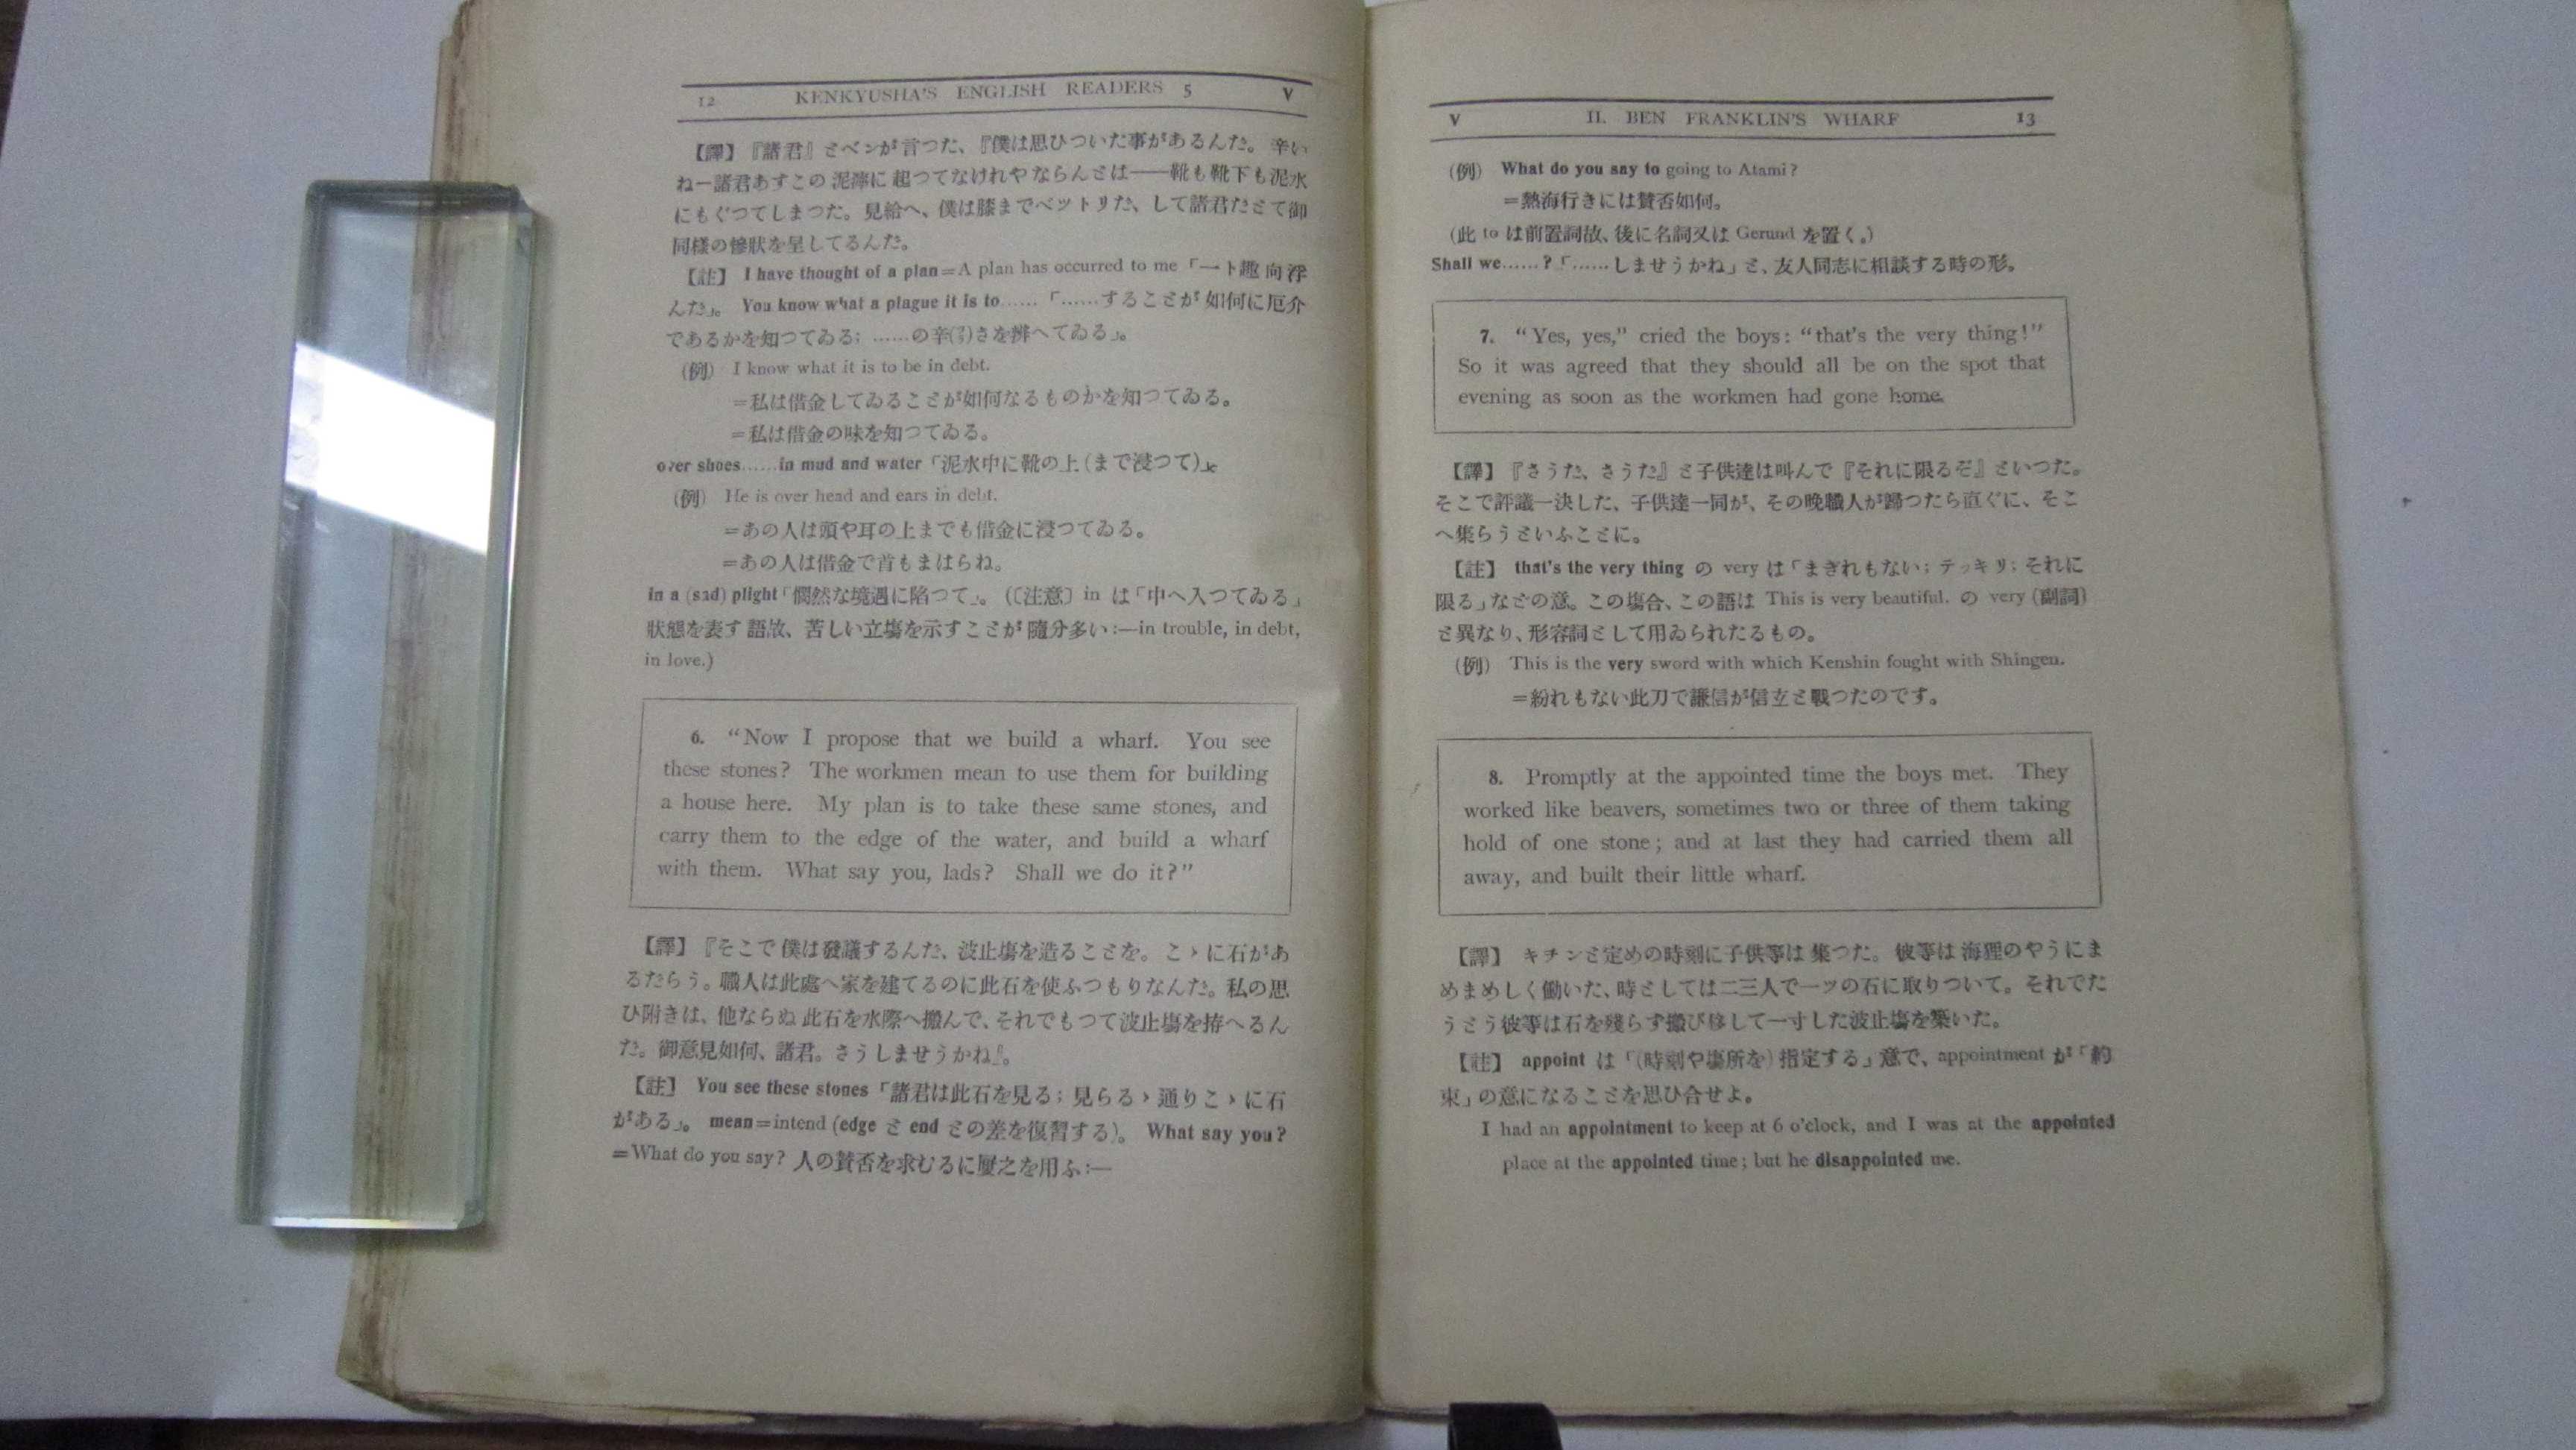 12 KENKYUSHA'S ENGLISH READERS 5 V
【譯】『諸君』とベンが言つた、『僕は思ひついた事があるんだ。辛い
ねー諸君あすこの泥濘に起つてなけれやならんとは——靴も靴下も泥水
にもぐつてしまつた。見給へ、僕は膝までベツトリだ、して諸君だとて御
同樣の慘狀を呈してるんだ。
【註】 I have thought of a plan=A plan has occurred to me「一ト趣向浮
んだ」。 You know what a plague it is to……「……することが如何に厄介
であるかを知つてゐる; ……の辛さを辨へてゐる」。
(例) I know what it is to be in debt.
=私は借金してゐることが如何なるものかを知つてゐる。
=私は借金の味を知つてゐる。
over shoes……in mud and water「泥水中に靴の上(まで浸つて)」。
(例) He is over head and ears in debt.
=あの人は頭や耳の上までも借金に浸つてゐる。
=あの人は借金で首もまはらね。
in a (sad) plight「憫然な境遇に陷つて」。(〔注意〕in は「中へ入つてゐる」
狀態を表す語故、苦しい立塲を示すことが隨分多い:—in trouble, in debt,
in love.)
6. “Now I propose that we build a wharf. You see
these stones? The workmen mean to use them for building
a house here. My plan is to take these same stones, and
carry them to the edge of the water, and build a wharf
with them. What say you, lads? Shall we do it?”
【譯】『そこで僕は發議するんだ、波止塲を造ることを。こゝに石があ
るだらう。職人は此處へ家を建てるのに此石を使ふつもりなんだ。私の思
ひ附きは、他ならぬ此石を水際へ搬んで、それでもつて波止塲を拵へるん
だ。御意見如何、諸君。さうしませうかね』。
【註】 You see these stones「諸君は此石を見る; 見らるゝ通りこゝに石
がある」。 mean=intend (edge と end との差を復習する)。 What say you?
=What do you say? 人の賛否を求むるに屢之を用ふ:—
V II. BEN FRANKLIN'S WHARF 13
(例) What do you say to going to Atami?
=熱海行きには賛否如何。
(此 to は前置詞故、後に名詞又は Gerund を置く。)
Shall we……?「……しませうかね」と、友人同志に相談する時の形。
7. “Yes, yes,” cried the boys: “that's the very thing!”
So it was agreed that they should all be on the spot that
evening as soon as the workmen had gone home.
【譯】『さうだ、さうだ』と子供達は叫んで『それに限るぞ』といつた。
そこで評議一決した、子供達一同が、その晚職人が歸つたら直ぐに、そこ
へ集らうといふことに。
【註】 that's the very thing の very は「まぎれもない; テッキリ; それに
限る」などの意。この塲合、この語は This is very beautiful. の very (副詞)
と異なり、形容詞として用ゐられたるもの。
(例) This is the very sword with which Kenshin fought with Shingen.
=紛れもない此刀で謙信が信玄と戰つたのです。
8. Promptly at the appointed time the boys met. They
worked like beavers, sometimes two or three of them taking
hold of one stone; and at last they had carried them all
away, and built their little wharf.
【譯】 キチンと定めの時刻に子供等は集つた。彼等は海狸のやうにま
めまめしく働いた、時としては二三人で一ツの石に取りついて。それでた
うとう彼等は石を殘らず搬び移して一寸した波止塲を築いた。
【註】 appoint は「(時刻や塲所を)指定する」意で、appointment が「約
束」の意になることを思ひ合せよ。
I had an appointment to keep at 6 o'clock, and I was at the appointed
place at the appointed time; but he disappointed me.